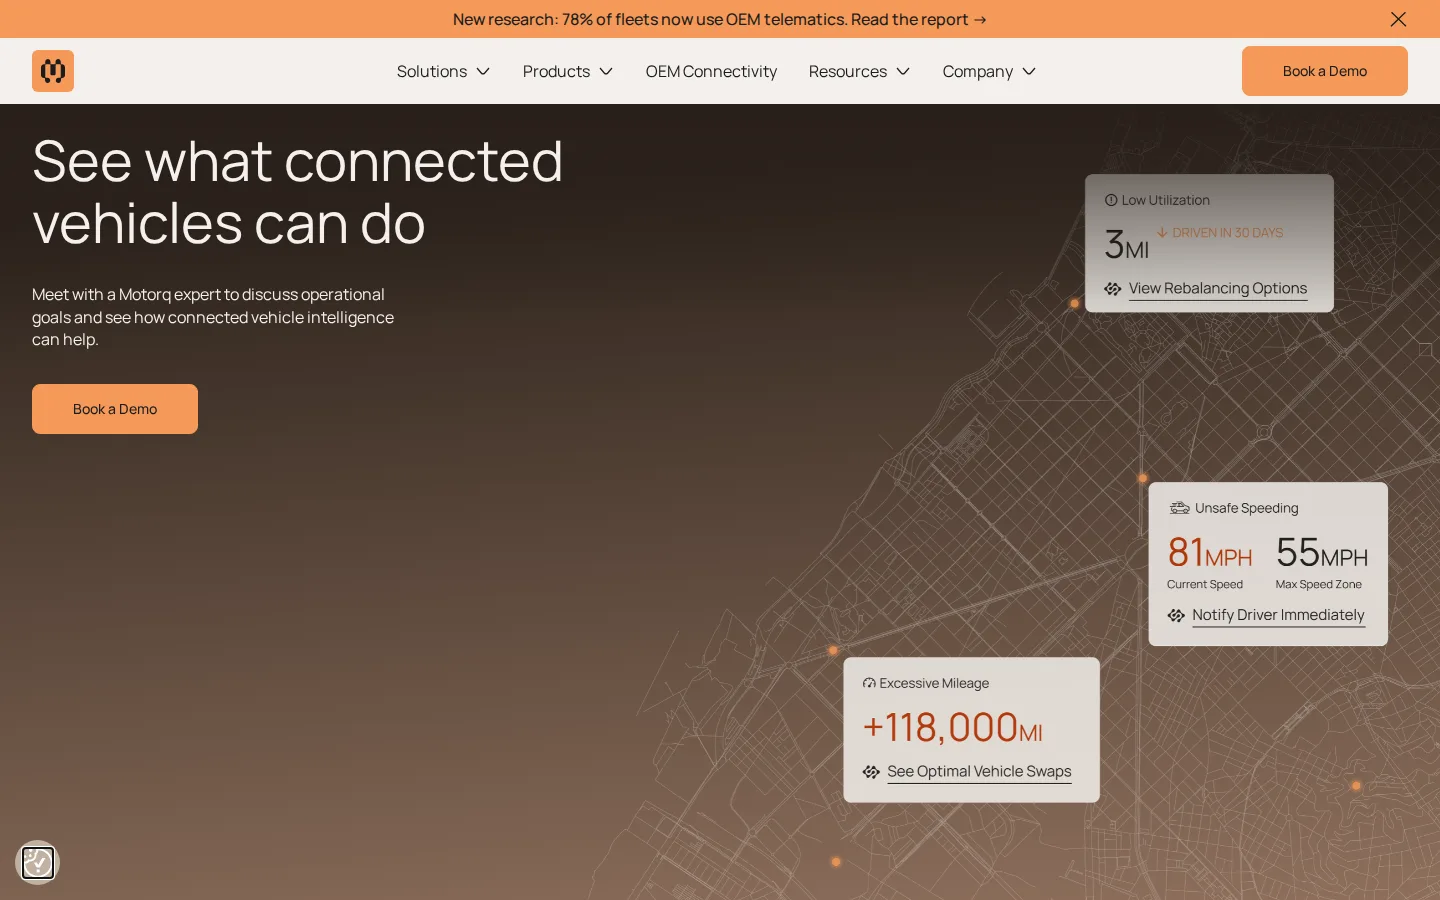 New research: 78% of fleets now use OEM telematics. Read the report →
Solutions
Products
OEM Connectivity
Resources
Company
Book a Demo
See what connected
vehicles can do
Meet with a Motorq expert to discuss operational
goals and see how connected vehicle intelligence
can help.
Book a Demo
Low Utilization
3MI ↓ DRIVEN IN 30 DAYS
View Rebalancing Options
Unsafe Speeding
81MPH 55MPH
Current Speed Max Speed Zone
Notify Driver Immediately
Excessive Mileage
+118,000MI
See Optimal Vehicle Swaps